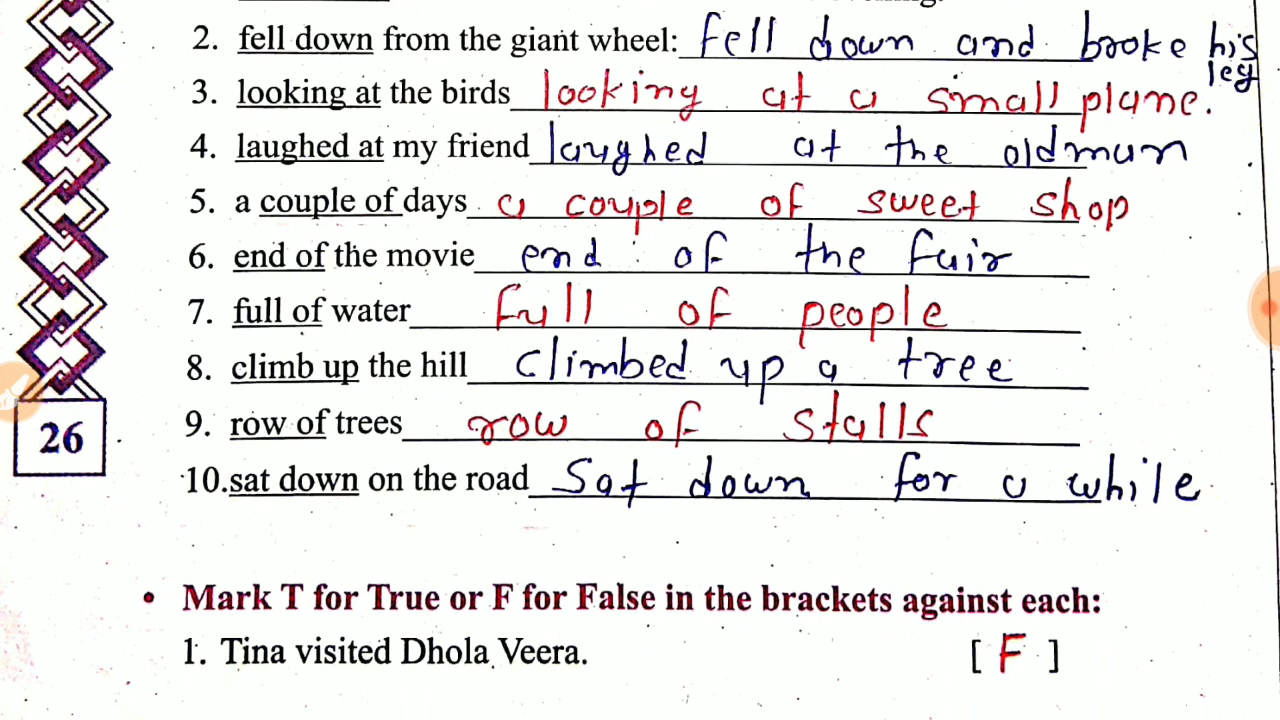 2. fell down from the giant wheel: fell down and broke his leg
3. looking at the birds looking at a small plane.
4. laughed at my friend laughed at the oldman
5. a couple of days a couple of sweet shop
6. end of the movie end of the fair
7. full of water full of people
8. climb up the hill climbed up a tree
9. row of trees row of stalls
26
10. sat down on the road Sat down for a while
• Mark T for True or F for False in the brackets against each:
1. Tina visited Dhola Veera. [ F ]